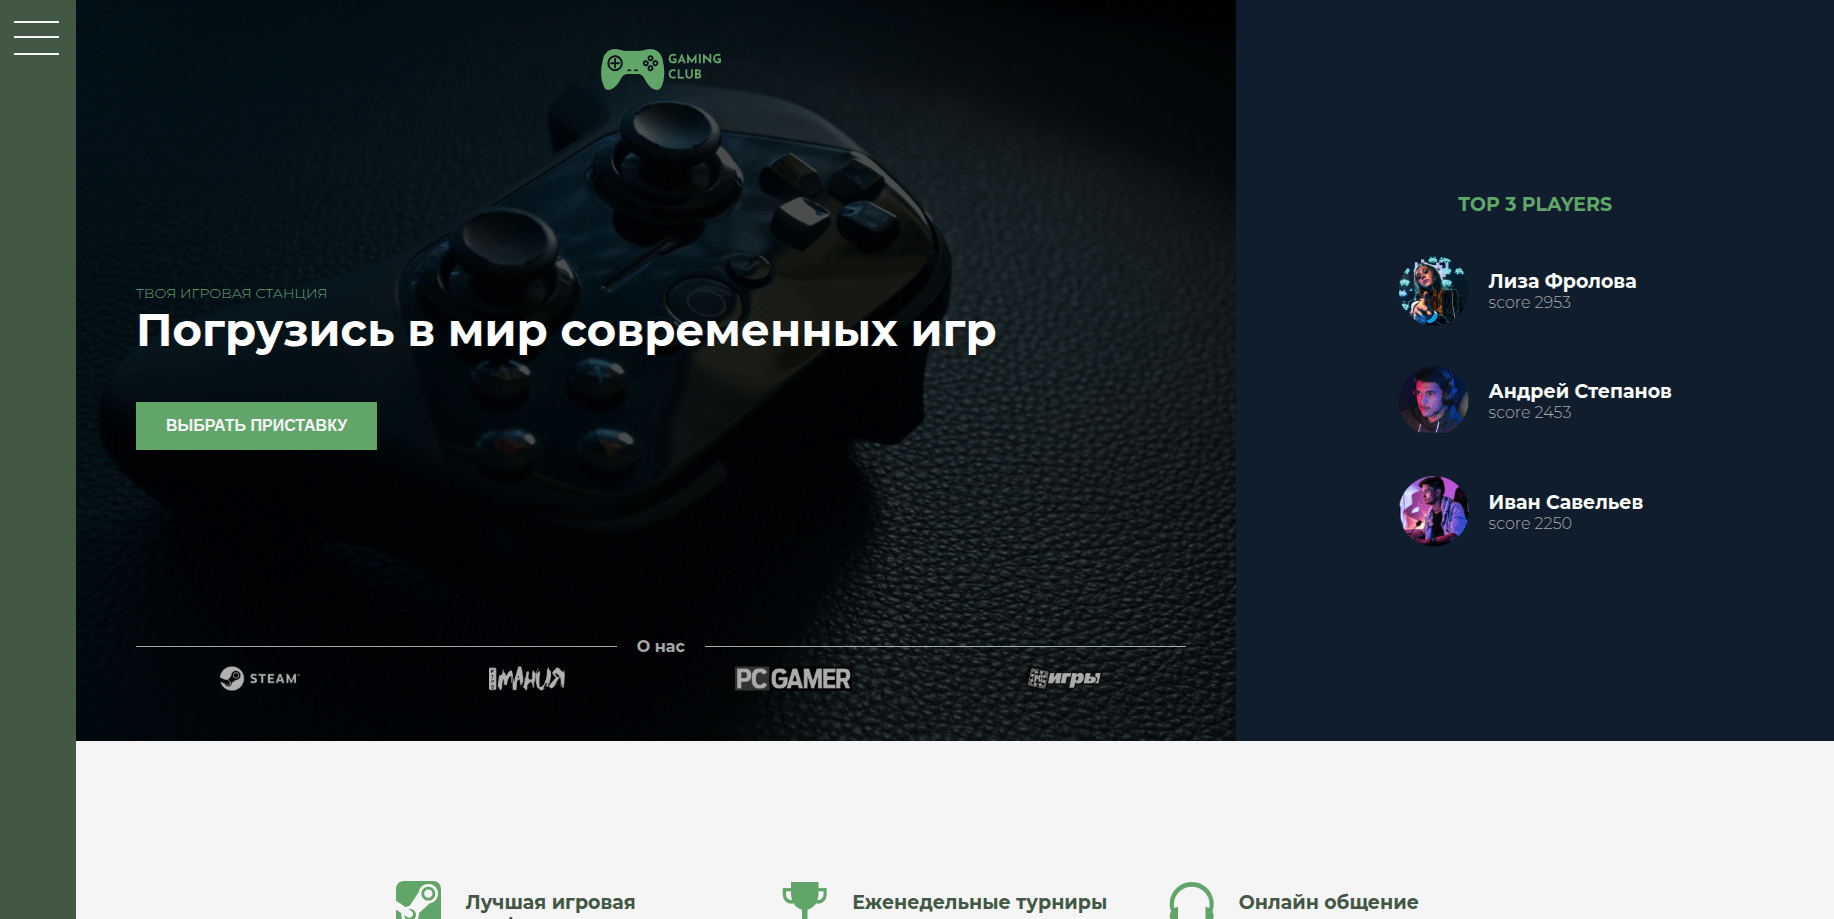 GAMING
CLUB
ТВОЯ ИГРОВАЯ СТАНЦИЯ
Погрузись в мир современных игр
ВЫБРАТЬ ПРИСТАВКУ
О нас
STEAM
МАНИЯ
PC GAMER
PC ИГРЫ
TOP 3 PLAYERS
Лиза Фролова
score 2953
Андрей Степанов
score 2453
Иван Савельев
score 2250
Лучшая игровая
Еженедельные турниры
Онлайн общение